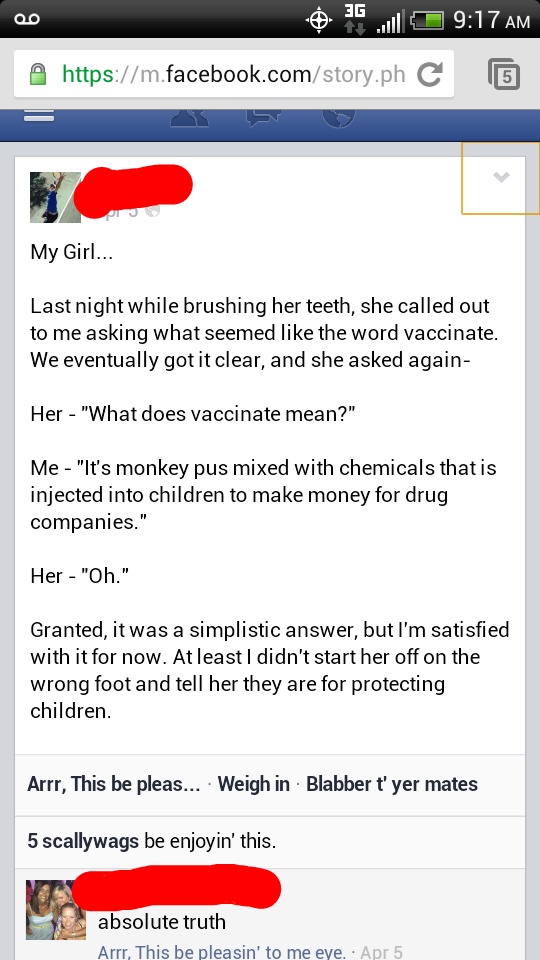 3G
9:17 AM
https://m.facebook.com/story.ph
5
Apr 5
My Girl...
Last night while brushing her teeth, she called out
to me asking what seemed like the word vaccinate.
We eventually got it clear, and she asked again-
Her - "What does vaccinate mean?"
Me - "It's monkey pus mixed with chemicals that is
injected into children to make money for drug
companies."
Her - "Oh."
Granted, it was a simplistic answer, but I'm satisfied
with it for now. At least I didn't start her off on the
wrong foot and tell her they are for protecting
children.
Arrr, This be pleas... · Weigh in · Blabber t' yer mates
5 scallywags be enjoyin' this.
absolute truth
Arrr, This be pleasin' to me eye. · Apr 5